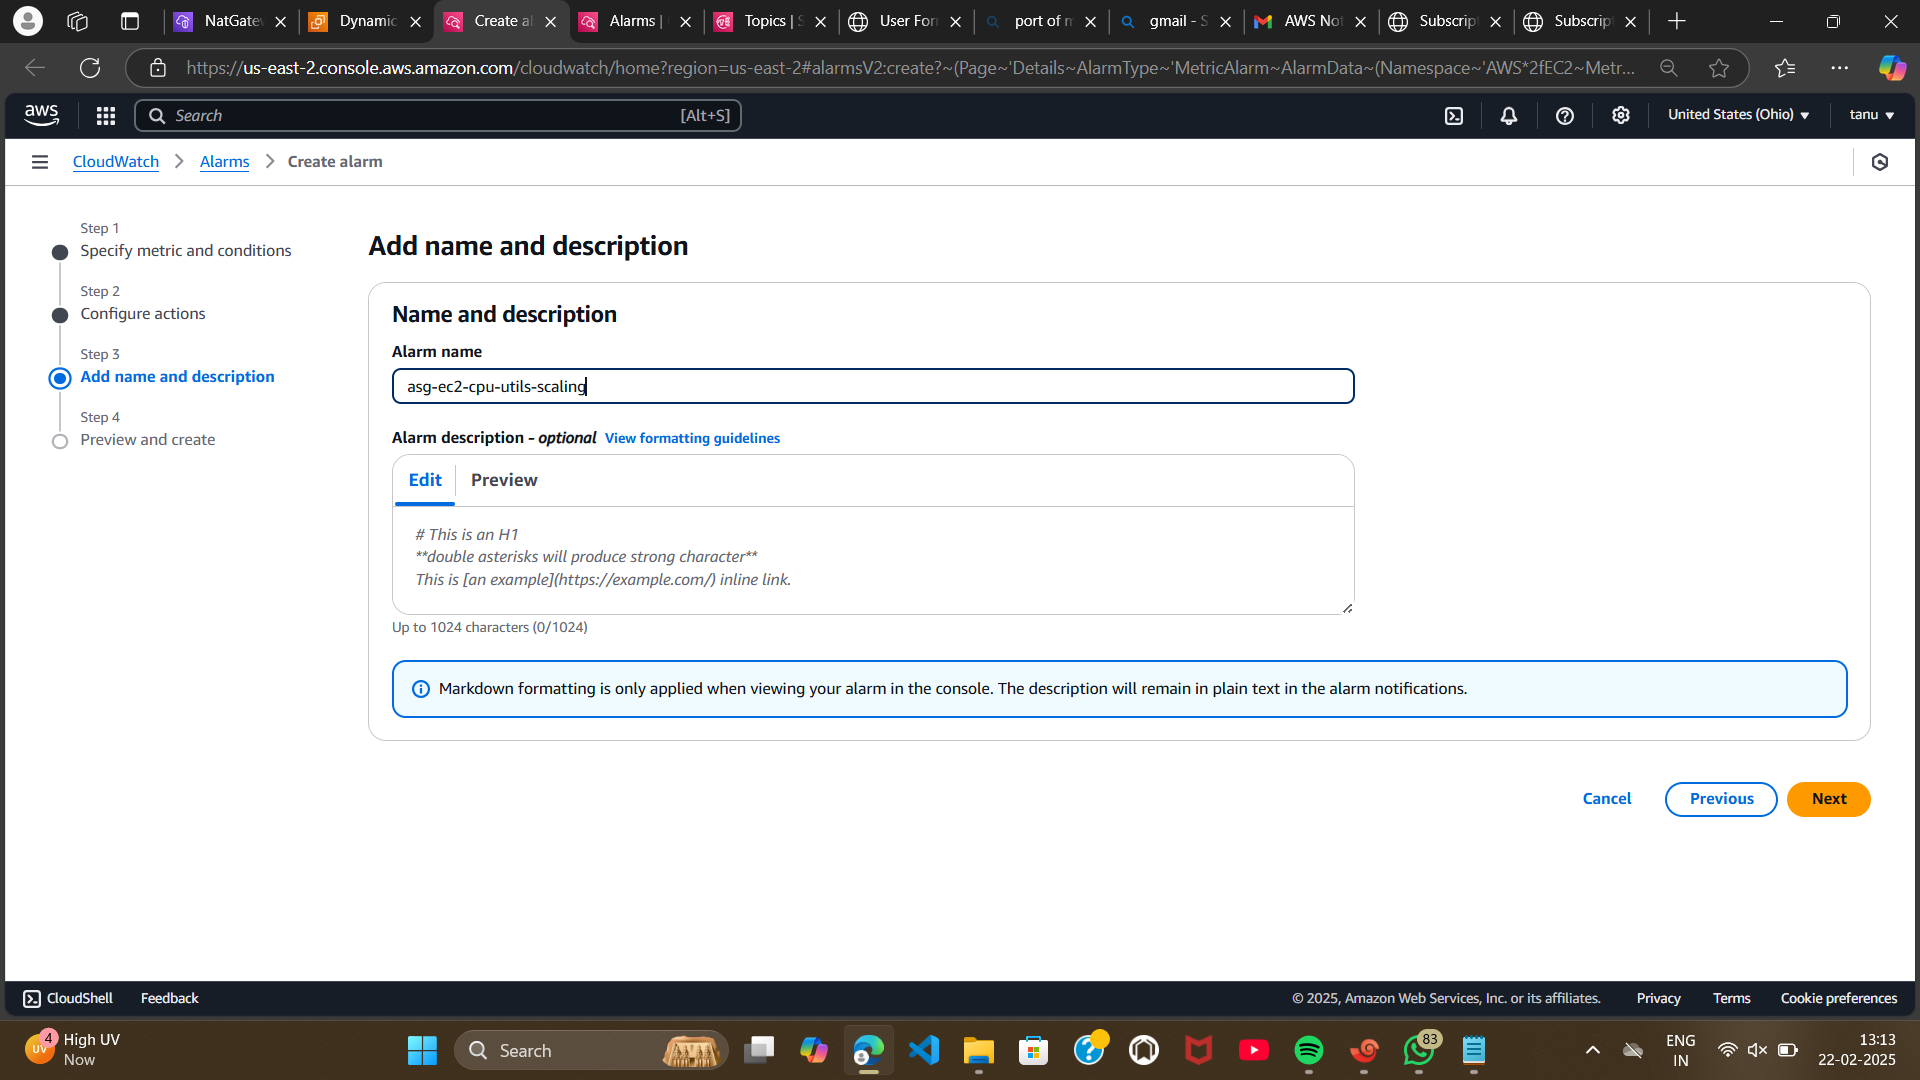 NatGatev
Dynamic
Create al
Alarms |
Topics | S
User For
port of m
gmail - S
AWS Not
Subscrip
Subscrip
https://us-east-2.console.aws.amazon.com/cloudwatch/home?region=us-east-2#alarmsV2:create?~(Page~'Details~AlarmType~'MetricAlarm~AlarmData~(Namespace~'AWS*2fEC2~Metr...
aws
Search
[Alt+S]
United States (Ohio)
tanu
CloudWatch
Alarms
Create alarm
Step 1
Specify metric and conditions
Step 2
Configure actions
Step 3
Add name and description
Step 4
Preview and create
Add name and description
Name and description
Alarm name
asg-ec2-cpu-utils-scaling
Alarm description - optional View formatting guidelines
Edit
Preview
# This is an H1
**double asterisks will produce strong character**
This is [an example](https://example.com/) inline link.
Up to 1024 characters (0/1024)
Markdown formatting is only applied when viewing your alarm in the console. The description will remain in plain text in the alarm notifications.
Cancel
Previous
Next
CloudShell
Feedback
© 2025, Amazon Web Services, Inc. or its affiliates.
Privacy
Terms
Cookie preferences
UV
4
High UV
Now
Search
83
ENG
IN
13:13
22-02-2025